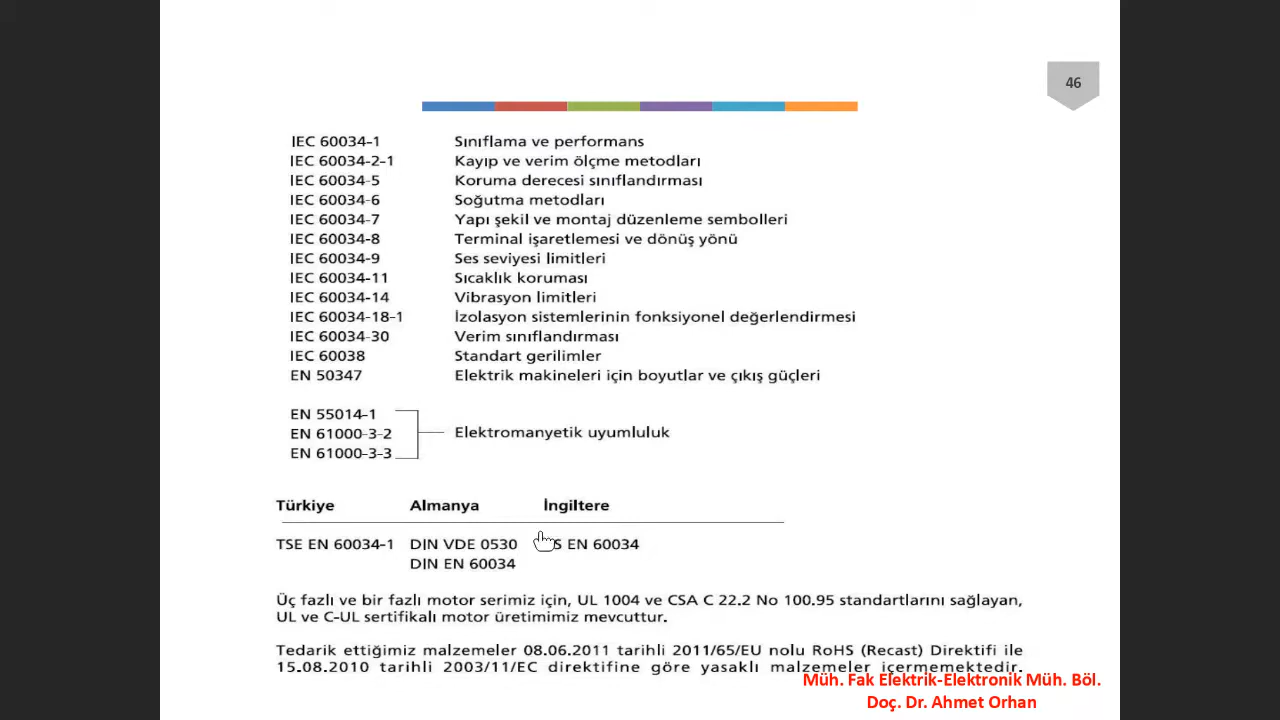 46
IEC 60034-1 Sınıflama ve performans
IEC 60034-2-1 Kayıp ve verim ölçme metodları
IEC 60034-5 Koruma derecesi sınıflandırması
IEC 60034-6 Soğutma metodları
IEC 60034-7 Yapı şekil ve montaj düzenleme sembolleri
IEC 60034-8 Terminal işaretlemesi ve dönüş yönü
IEC 60034-9 Ses seviyesi limitleri
IEC 60034-11 Sıcaklık koruması
IEC 60034-14 Vibrasyon limitleri
IEC 60034-18-1 İzolasyon sistemlerinin fonksiyonel değerlendirmesi
IEC 60034-30 Verim sınıflandırması
IEC 60038 Standart gerilimler
EN 50347 Elektrik makineleri için boyutlar ve çıkış güçleri
EN 55014-1
EN 61000-3-2 Elektromanyetik uyumluluk
EN 61000-3-3
Türkiye Almanya İngiltere
TSE EN 60034-1 DIN VDE 0530 S EN 60034
DIN EN 60034
Üç fazlı ve bir fazlı motor serimiz için, UL 1004 ve CSA C 22.2 No 100.95 standartlarını sağlayan,
UL ve C-UL sertifikalı motor üretimimiz mevcuttur.
Tedarik ettiğimiz malzemeler 08.06.2011 tarihli 2011/65/EU nolu RoHS (Recast) Direktifi ile
15.08.2010 tarihli 2003/11/EC direktifine göre yasaklı malzemeler içermemektedir.
Müh. Fak Elektrik-Elektronik Müh. Böl.
Doç. Dr. Ahmet Orhan